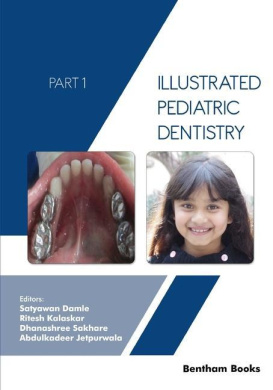 PART 1
ILLUSTRATED
PEDIATRIC
DENTISTRY
Editors:
Satyawan Damle
Ritesh Kalaskar
Dhanashree Sakhare
Abdulkadeer Jetpurwala
Bentham Books